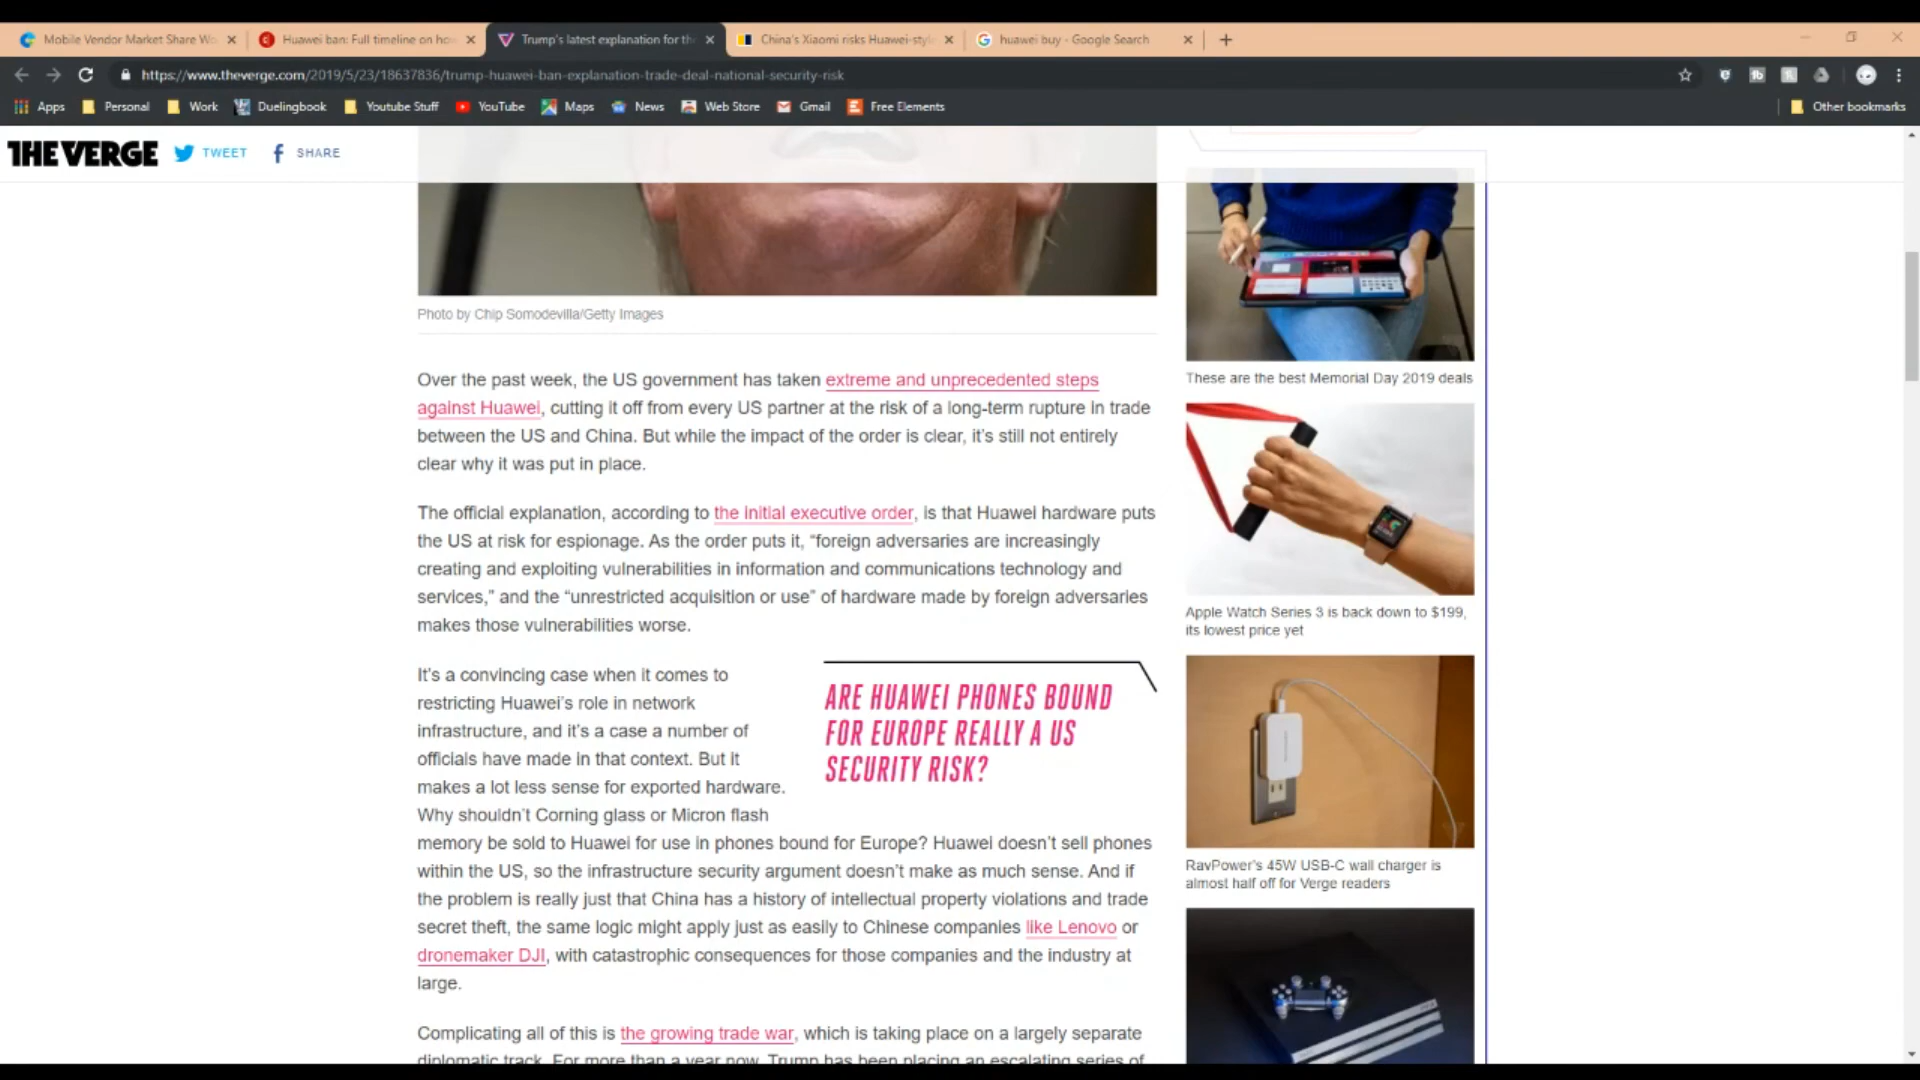 Mobile Vendor Market Share Wo
Huawei ban: Full timeline on ho
Trump's latest explanation for th
China's Xiaomi risks Huawei-style
huawei buy - Google Search
https://www.theverge.com/2019/5/23/18637836/trump-huawei-ban-explanation-trade-deal-national-security-risk
Apps
Personal
Work
Duelingbook
Youtube Stuff
YouTube
Maps
News
Web Store
Gmail
Free Elements
Other bookmarks
THE VERGE
TWEET
SHARE
Photo by Chip Somodevilla/Getty Images
Over the past week, the US government has taken extreme and unprecedented steps
against Huawei, cutting it off from every US partner at the risk of a long-term rupture in trade
between the US and China. But while the impact of the order is clear, it's still not entirely
clear why it was put in place.
The official explanation, according to the initial executive order, is that Huawei hardware puts
the US at risk for espionage. As the order puts it, “foreign adversaries are increasingly
creating and exploiting vulnerabilities in information and communications technology and
services,” and the “unrestricted acquisition or use” of hardware made by foreign adversaries
makes those vulnerabilities worse.
It's a convincing case when it comes to
restricting Huawei's role in network
infrastructure, and it's a case a number of
officials have made in that context. But it
makes a lot less sense for exported hardware.
Why shouldn't Corning glass or Micron flash
memory be sold to Huawei for use in phones bound for Europe? Huawei doesn't sell phones
within the US, so the infrastructure security argument doesn't make as much sense. And if
the problem is really just that China has a history of intellectual property violations and trade
secret theft, the same logic might apply just as easily to Chinese companies like Lenovo or
dronemaker DJI, with catastrophic consequences for those companies and the industry at
large.
Complicating all of this is the growing trade war, which is taking place on a largely separate
diplomatic track. For more than a year now, Trump has been placing an escalating series of
ARE HUAWEI PHONES BOUND
FOR EUROPE REALLY A US
SECURITY RISK?
These are the best Memorial Day 2019 deals
Apple Watch Series 3 is back down to $199,
its lowest price yet
RavPower's 45W USB-C wall charger is
almost half off for Verge readers